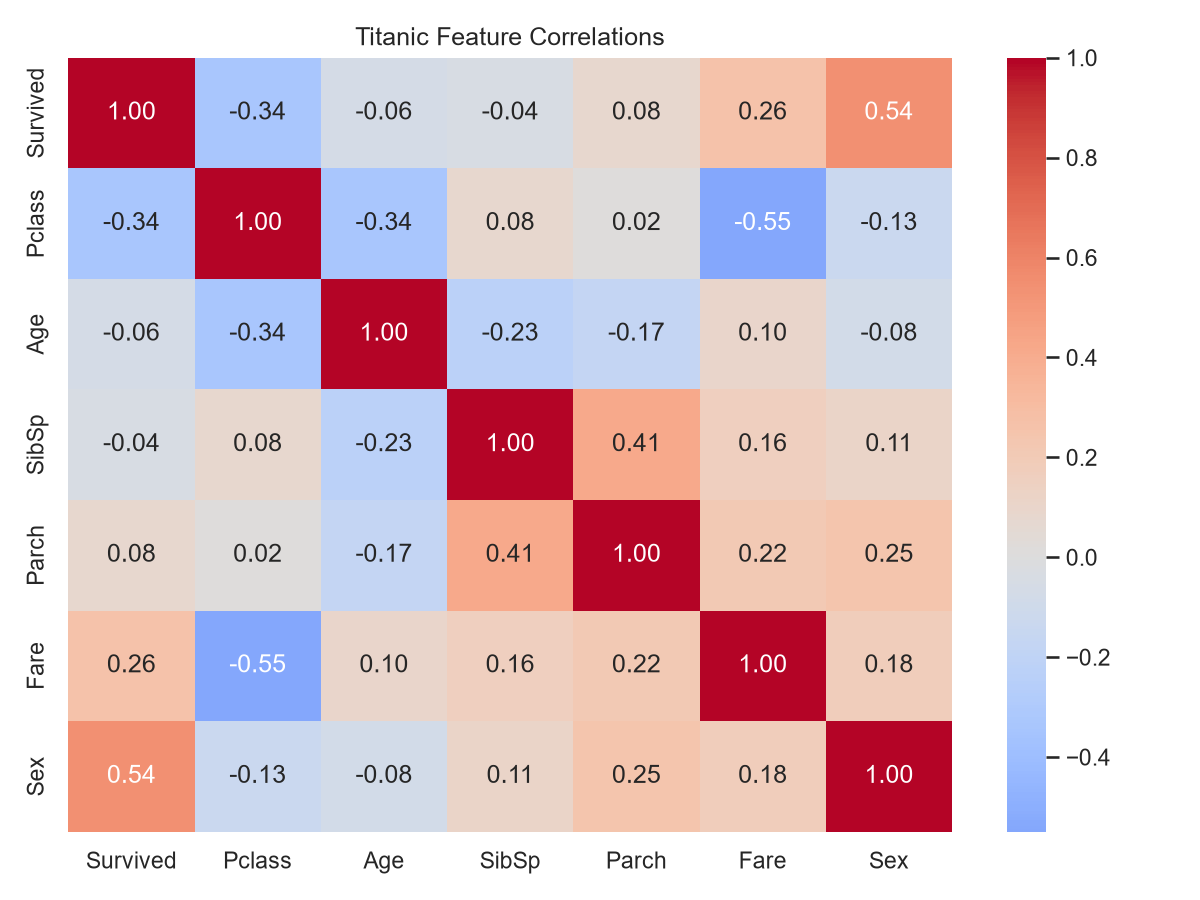 Titanic Feature Correlations
Survived 1.00 -0.34 -0.06 -0.04 0.08 0.26 0.54
Pclass -0.34 1.00 -0.34 0.08 0.02 -0.55 -0.13
Age -0.06 -0.34 1.00 -0.23 -0.17 0.10 -0.08
SibSp -0.04 0.08 -0.23 1.00 0.41 0.16 0.11
Parch 0.08 0.02 -0.17 0.41 1.00 0.22 0.25
Fare 0.26 -0.55 0.10 0.16 0.22 1.00 0.18
Sex 0.54 -0.13 -0.08 0.11 0.25 0.18 1.00
Survived Pclass Age SibSp Parch Fare Sex
1.0
0.8
0.6
0.4
0.2
0.0
−0.2
−0.4